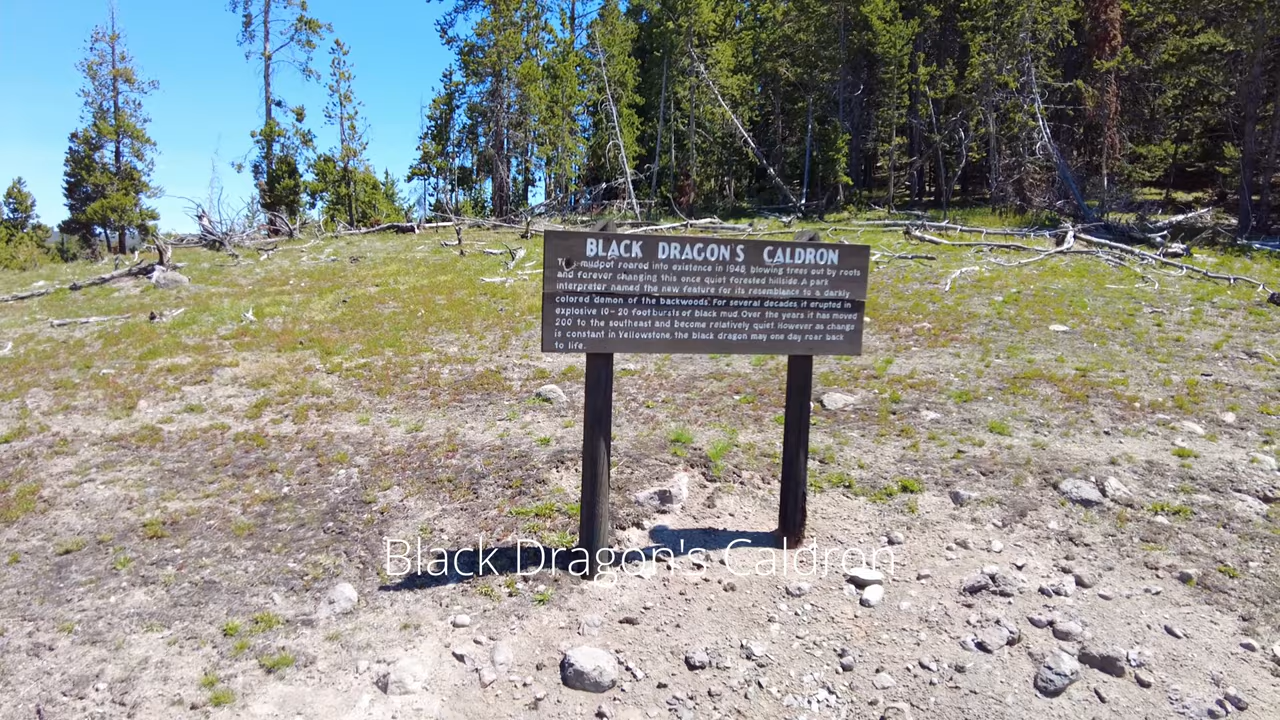 BLACK DRAGON'S CALDRON
This mudpot roared into existence in 1948, blowing trees out by roots
and forever changing this once quiet forested hillside. A park
interpreter named the new feature for its resemblance to a darkly
colored "demon of the backwoods". For several decades it erupted in
explosive 10-20 foot bursts of black mud. Over the years it has moved
200 to the southeast and become relatively quiet. However as change
is constant in Yellowstone, the black dragon may one day roar back
to life.
Black Dragon's Caldron